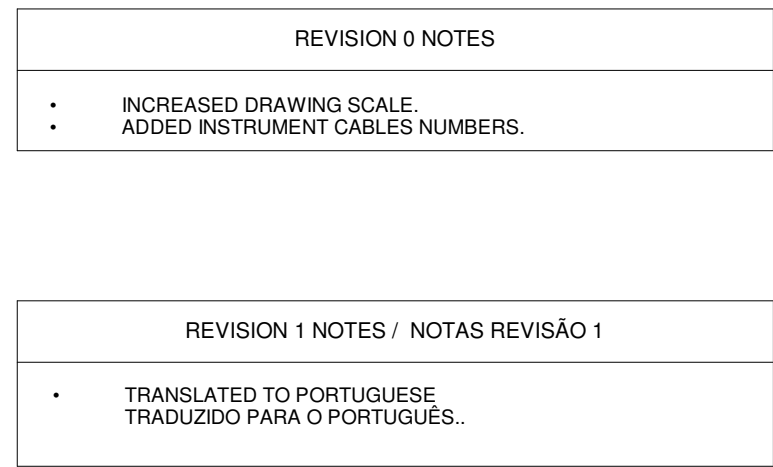 REVISION 0 NOTES
• INCREASED DRAWING SCALE.
• ADDED INSTRUMENT CABLES NUMBERS.
REVISION 1 NOTES / NOTAS REVISÃO 1
• TRANSLATED TO PORTUGUESE
TRADUZIDO PARA O PORTUGUÊS..